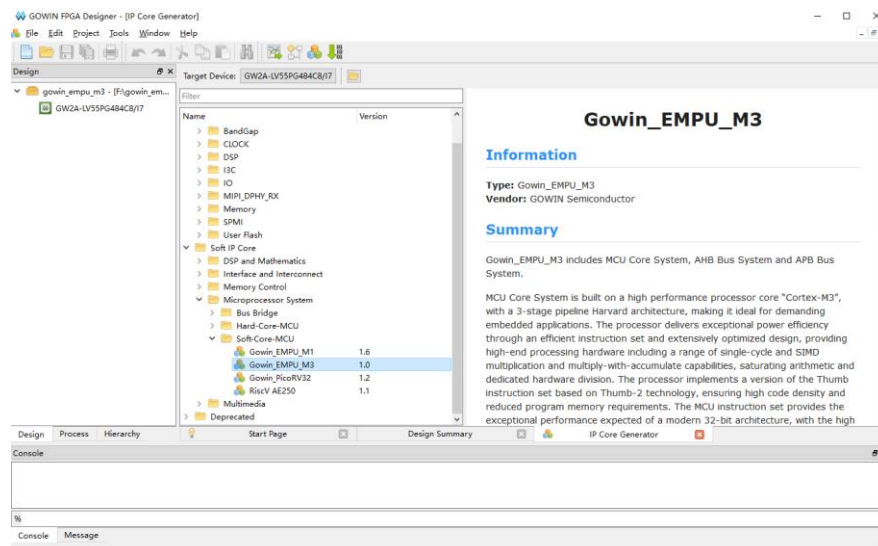 GOWIN FPGA Designer - [IP Core Generator]
File Edit Project Tools Window Help
Design
Target Device: GW2A-LV55PG484C8/I7
gowin_empu_m3 - [F:\gowin_em...
GW2A-LV55PG484C8/I7
Filter
Name Version
BandGap
CLOCK
DSP
I3C
IO
MIPI_DPHY_RX
Memory
SPMI
User Flash
Soft IP Core
DSP and Mathematics
Interface and Interconnect
Memory Control
Microprocessor System
Bus Bridge
Hard-Core-MCU
Soft-Core-MCU
Gowin_EMPU_M1 1.6
Gowin_EMPU_M3 1.0
Gowin_PicoRV32 1.2
RiscV AE250 1.1
Multimedia
Deprecated
Gowin_EMPU_M3
Information
Type: Gowin_EMPU_M3
Vendor: GOWIN Semiconductor
Summary
Gowin_EMPU_M3 includes MCU Core System, AHB Bus System and APB Bus
System.
MCU Core System is built on a high performance processor core "Cortex-M3",
with a 3-stage pipeline Harvard architecture, making it ideal for demanding
embedded applications. The processor delivers exceptional power efficiency
through an efficient instruction set and extensively optimized design, providing
high-end processing hardware including a range of single-cycle and SIMD
multiplication and multiply-with-accumulate capabilities, saturating arithmetic and
dedicated hardware division. The processor implements a version of the Thumb
instruction set based on Thumb-2 technology, ensuring high code density and
reduced program memory requirements. The MCU instruction set provides the
exceptional performance expected of a modern 32-bit architecture, with the high
Design Process Hierarchy
Start Page Design Summary IP Core Generator
Console
%
Console Message